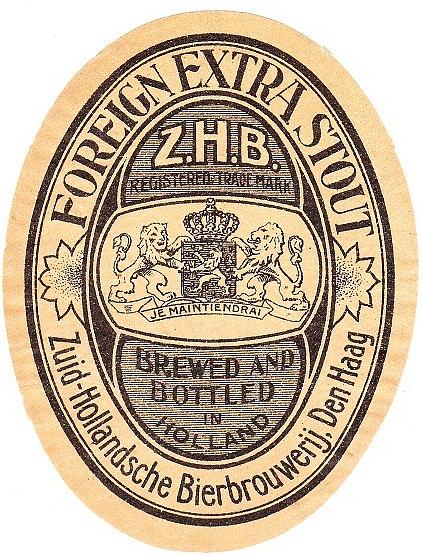 FOREIGN EXTRA STOUT
Z.H.B.
REGISTERED TRADE MARK
JE MAINTIENDRAI
BREWED AND
BOTTLED
IN
HOLLAND
Zuid-Hollandsche Bierbrouwerij, Den Haag